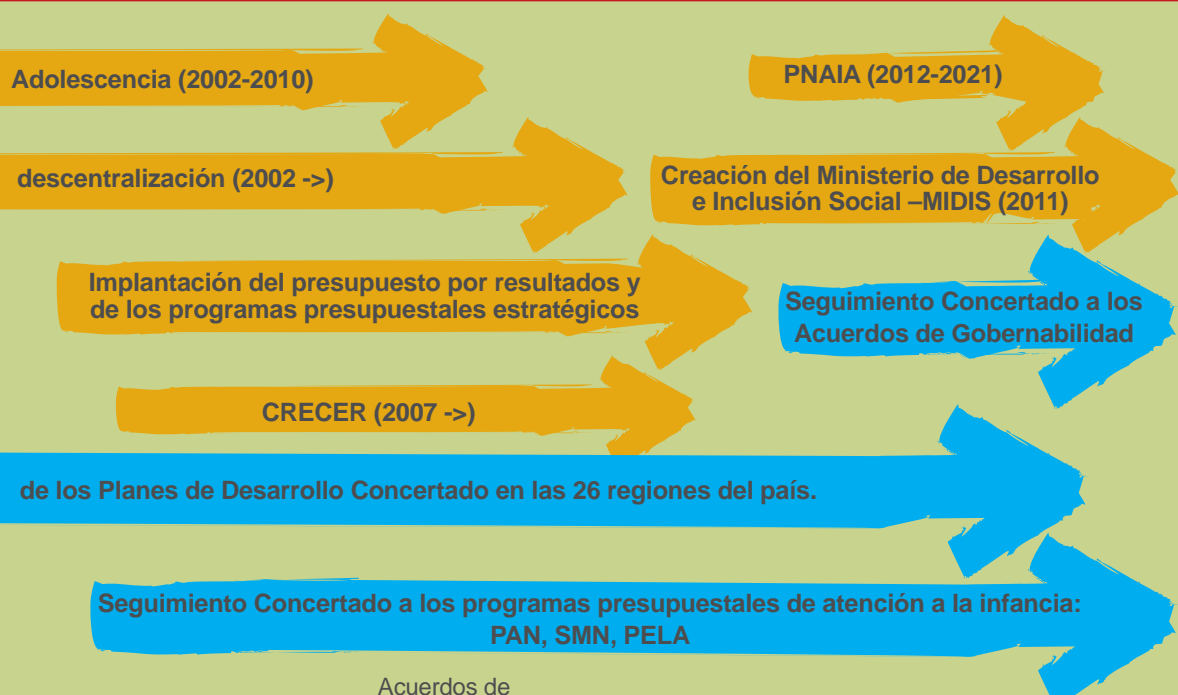 Adolescencia (2002-2010)
PNAIA (2012-2021)
descentralización (2002 ->)
Creación del Ministerio de Desarrollo
e Inclusión Social –MIDIS (2011)
Implantación del presupuesto por resultados y
de los programas presupuestales estratégicos
Seguimiento Concertado a los
Acuerdos de Gobernabilidad
CRECER (2007 ->)
de los Planes de Desarrollo Concertado en las 26 regiones del país.
Seguimiento Concertado a los programas presupuestales de atención a la infancia:
PAN, SMN, PELA
Acuerdos de